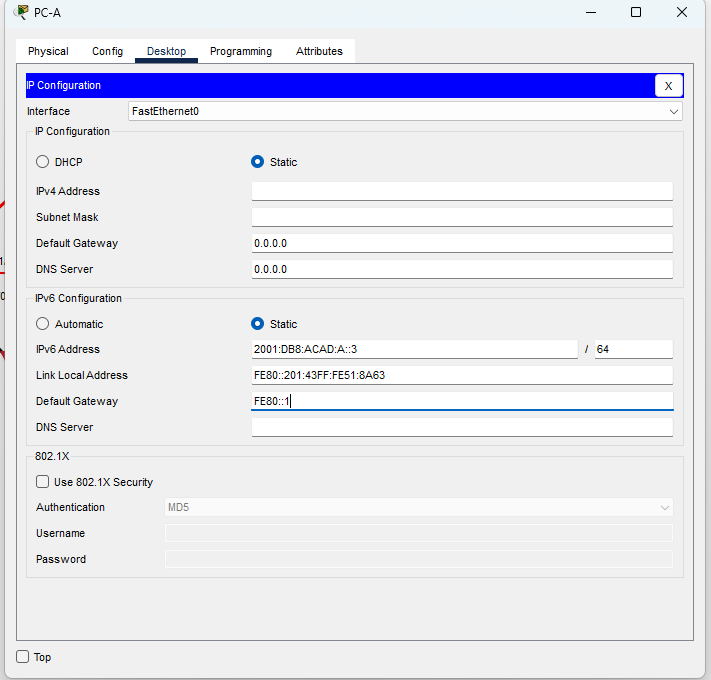 PC-A
Physical Config Desktop Programming Attributes
IP Configuration X
Interface FastEthernet0
IP Configuration
DHCP Static
IPv4 Address
Subnet Mask
Default Gateway 0.0.0.0
DNS Server 0.0.0.0
IPv6 Configuration
Automatic Static
IPv6 Address 2001:DB8:ACAD:A::3 / 64
Link Local Address FE80::201:43FF:FE51:8A63
Default Gateway FE80::1
DNS Server
802.1X
Use 802.1X Security
Authentication MD5
Username
Password
Top